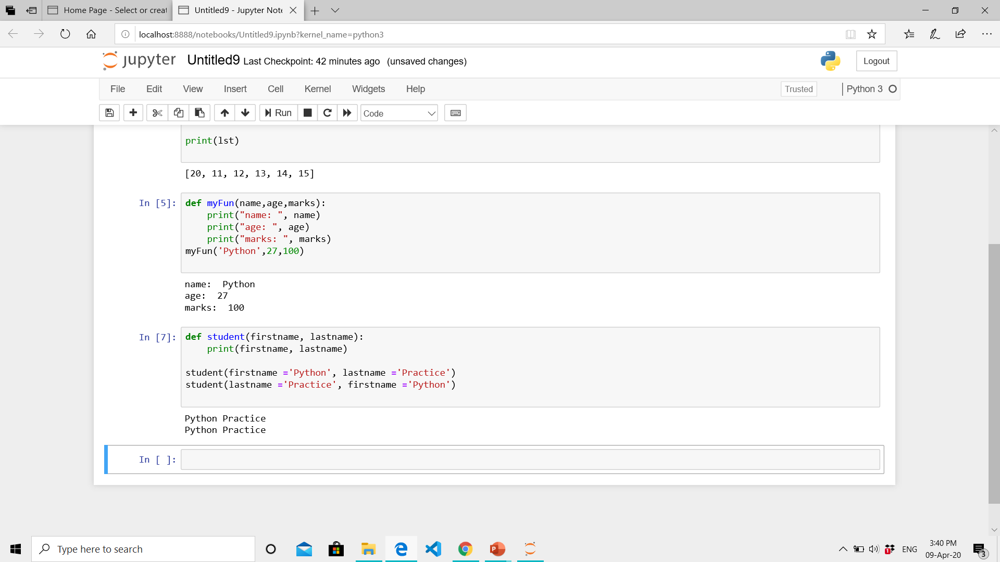 Home Page - Select or creat
Untitled9 - Jupyter Note
localhost:8888/notebooks/Untitled9.ipynb?kernel_name=python3
jupyter Untitled9 Last Checkpoint: 42 minutes ago (unsaved changes)
Logout
File Edit View Insert Cell Kernel Widgets Help
Trusted
Python 3
Run
Code
print(lst)
[20, 11, 12, 13, 14, 15]
In [5]: def myFun(name,age,marks):
    print("name: ", name)
    print("age: ", age)
    print("marks: ", marks)
myFun('Python',27,100)
name:  Python
age:  27
marks:  100
In [7]: def student(firstname, lastname):
    print(firstname, lastname)
student(firstname ='Python', lastname ='Practice')
student(lastname ='Practice', firstname ='Python')
Python Practice
Python Practice
In [ ]:
Type here to search
1
ENG
3:40 PM
09-Apr-20
3